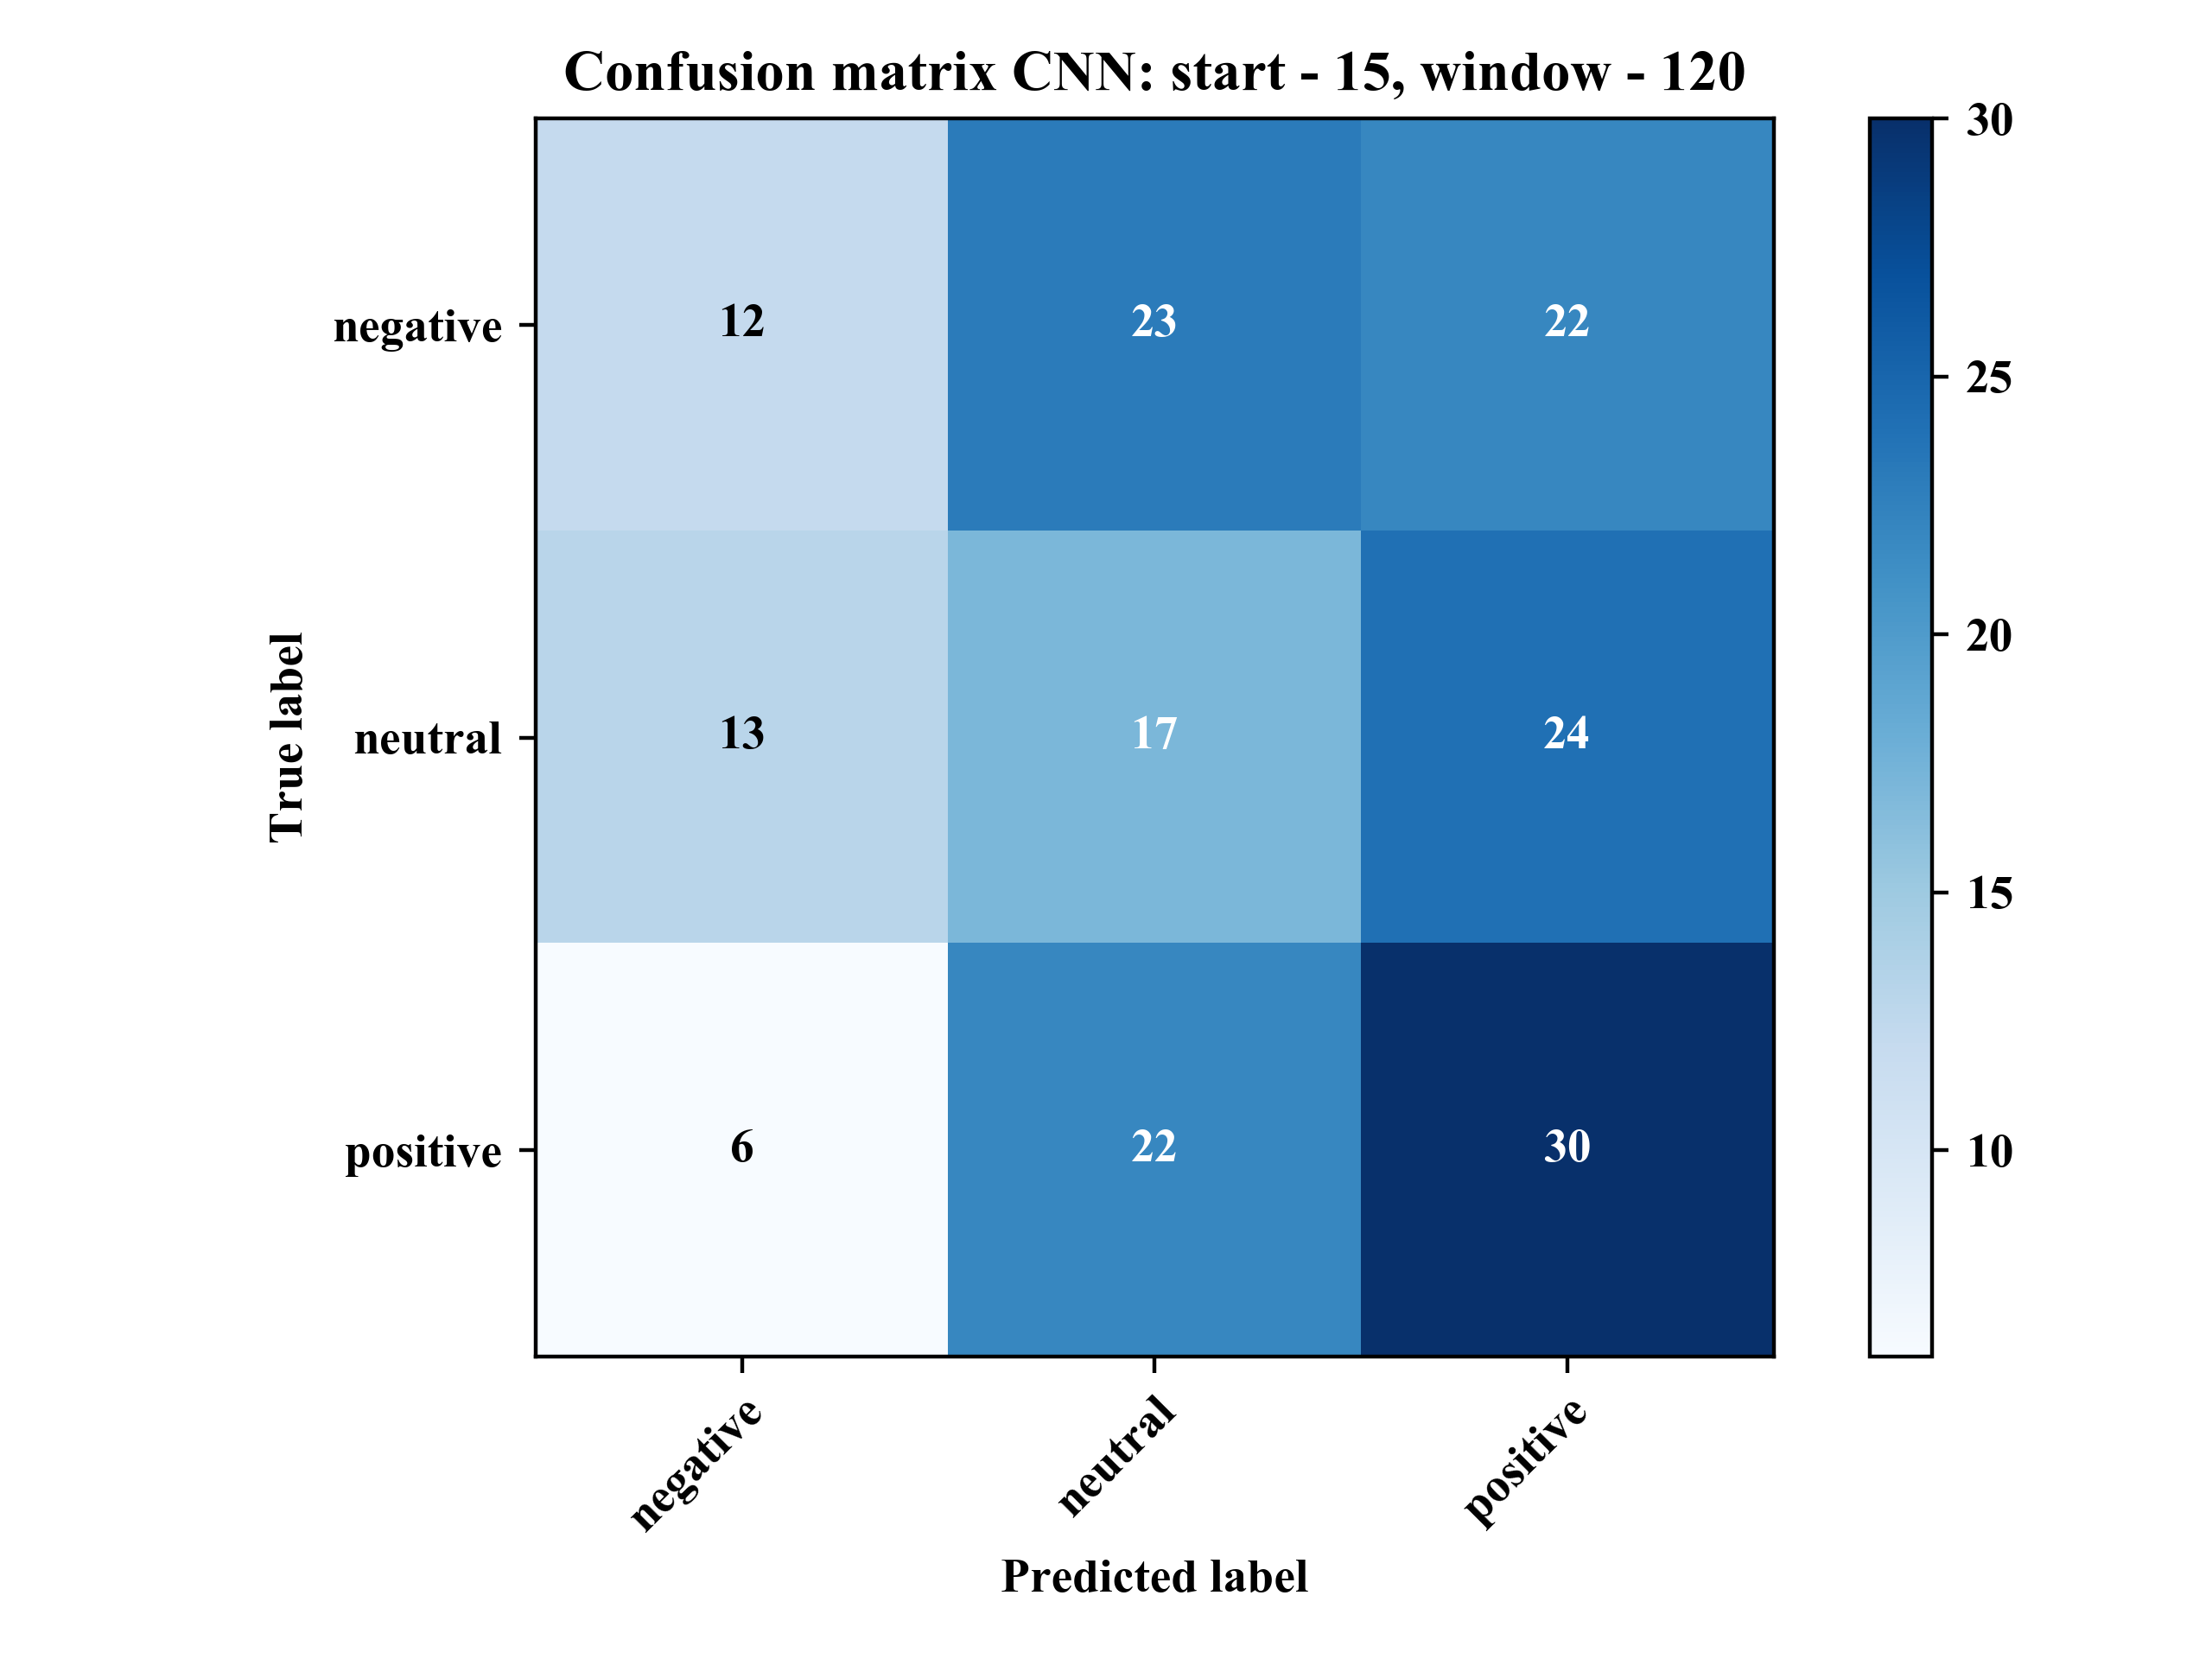 Confusion matrix CNN: start - 15, window - 120
True label
negative
12
23
22
neutral
13
17
24
positive
6
22
30
negative
neutral
positive
Predicted label
30
25
20
15
10